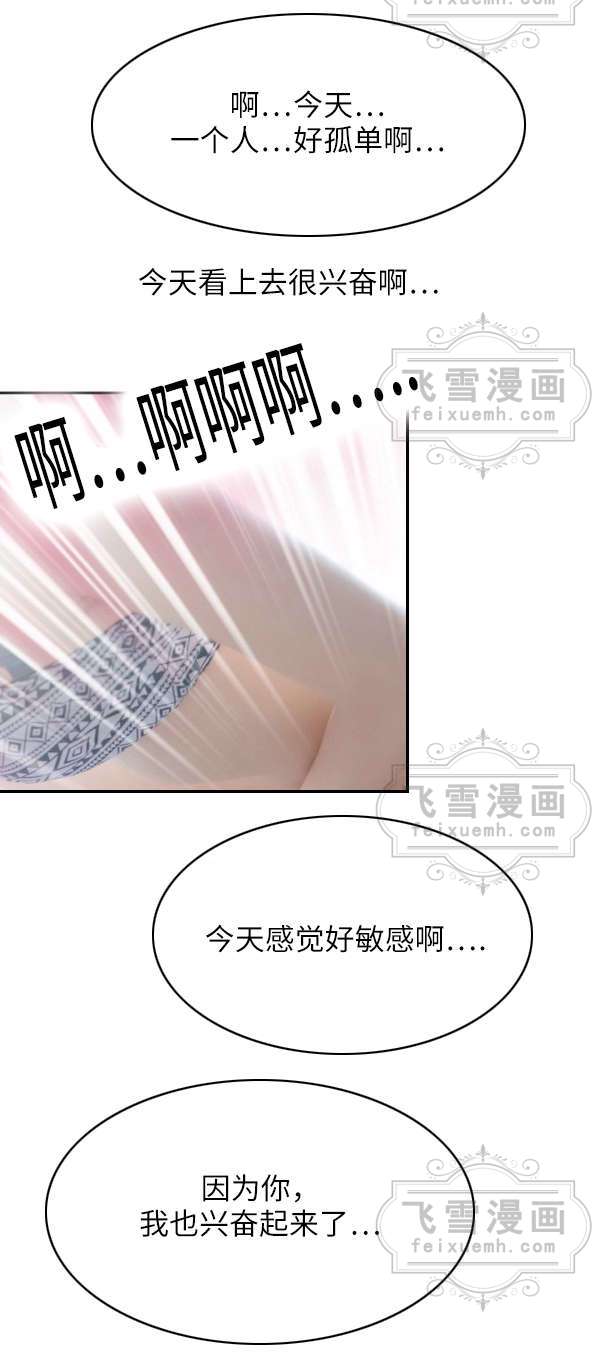 啊...今天...
一个人...好孤单啊...
今天看上去很兴奋啊...
飞雪漫画
feixuemh.com
啊...啊啊啊.....
飞雪漫画
feixuemh.com
今天感觉好敏感啊....
因为你，
我也兴奋起来了...
飞雪漫画
feixuemh.com